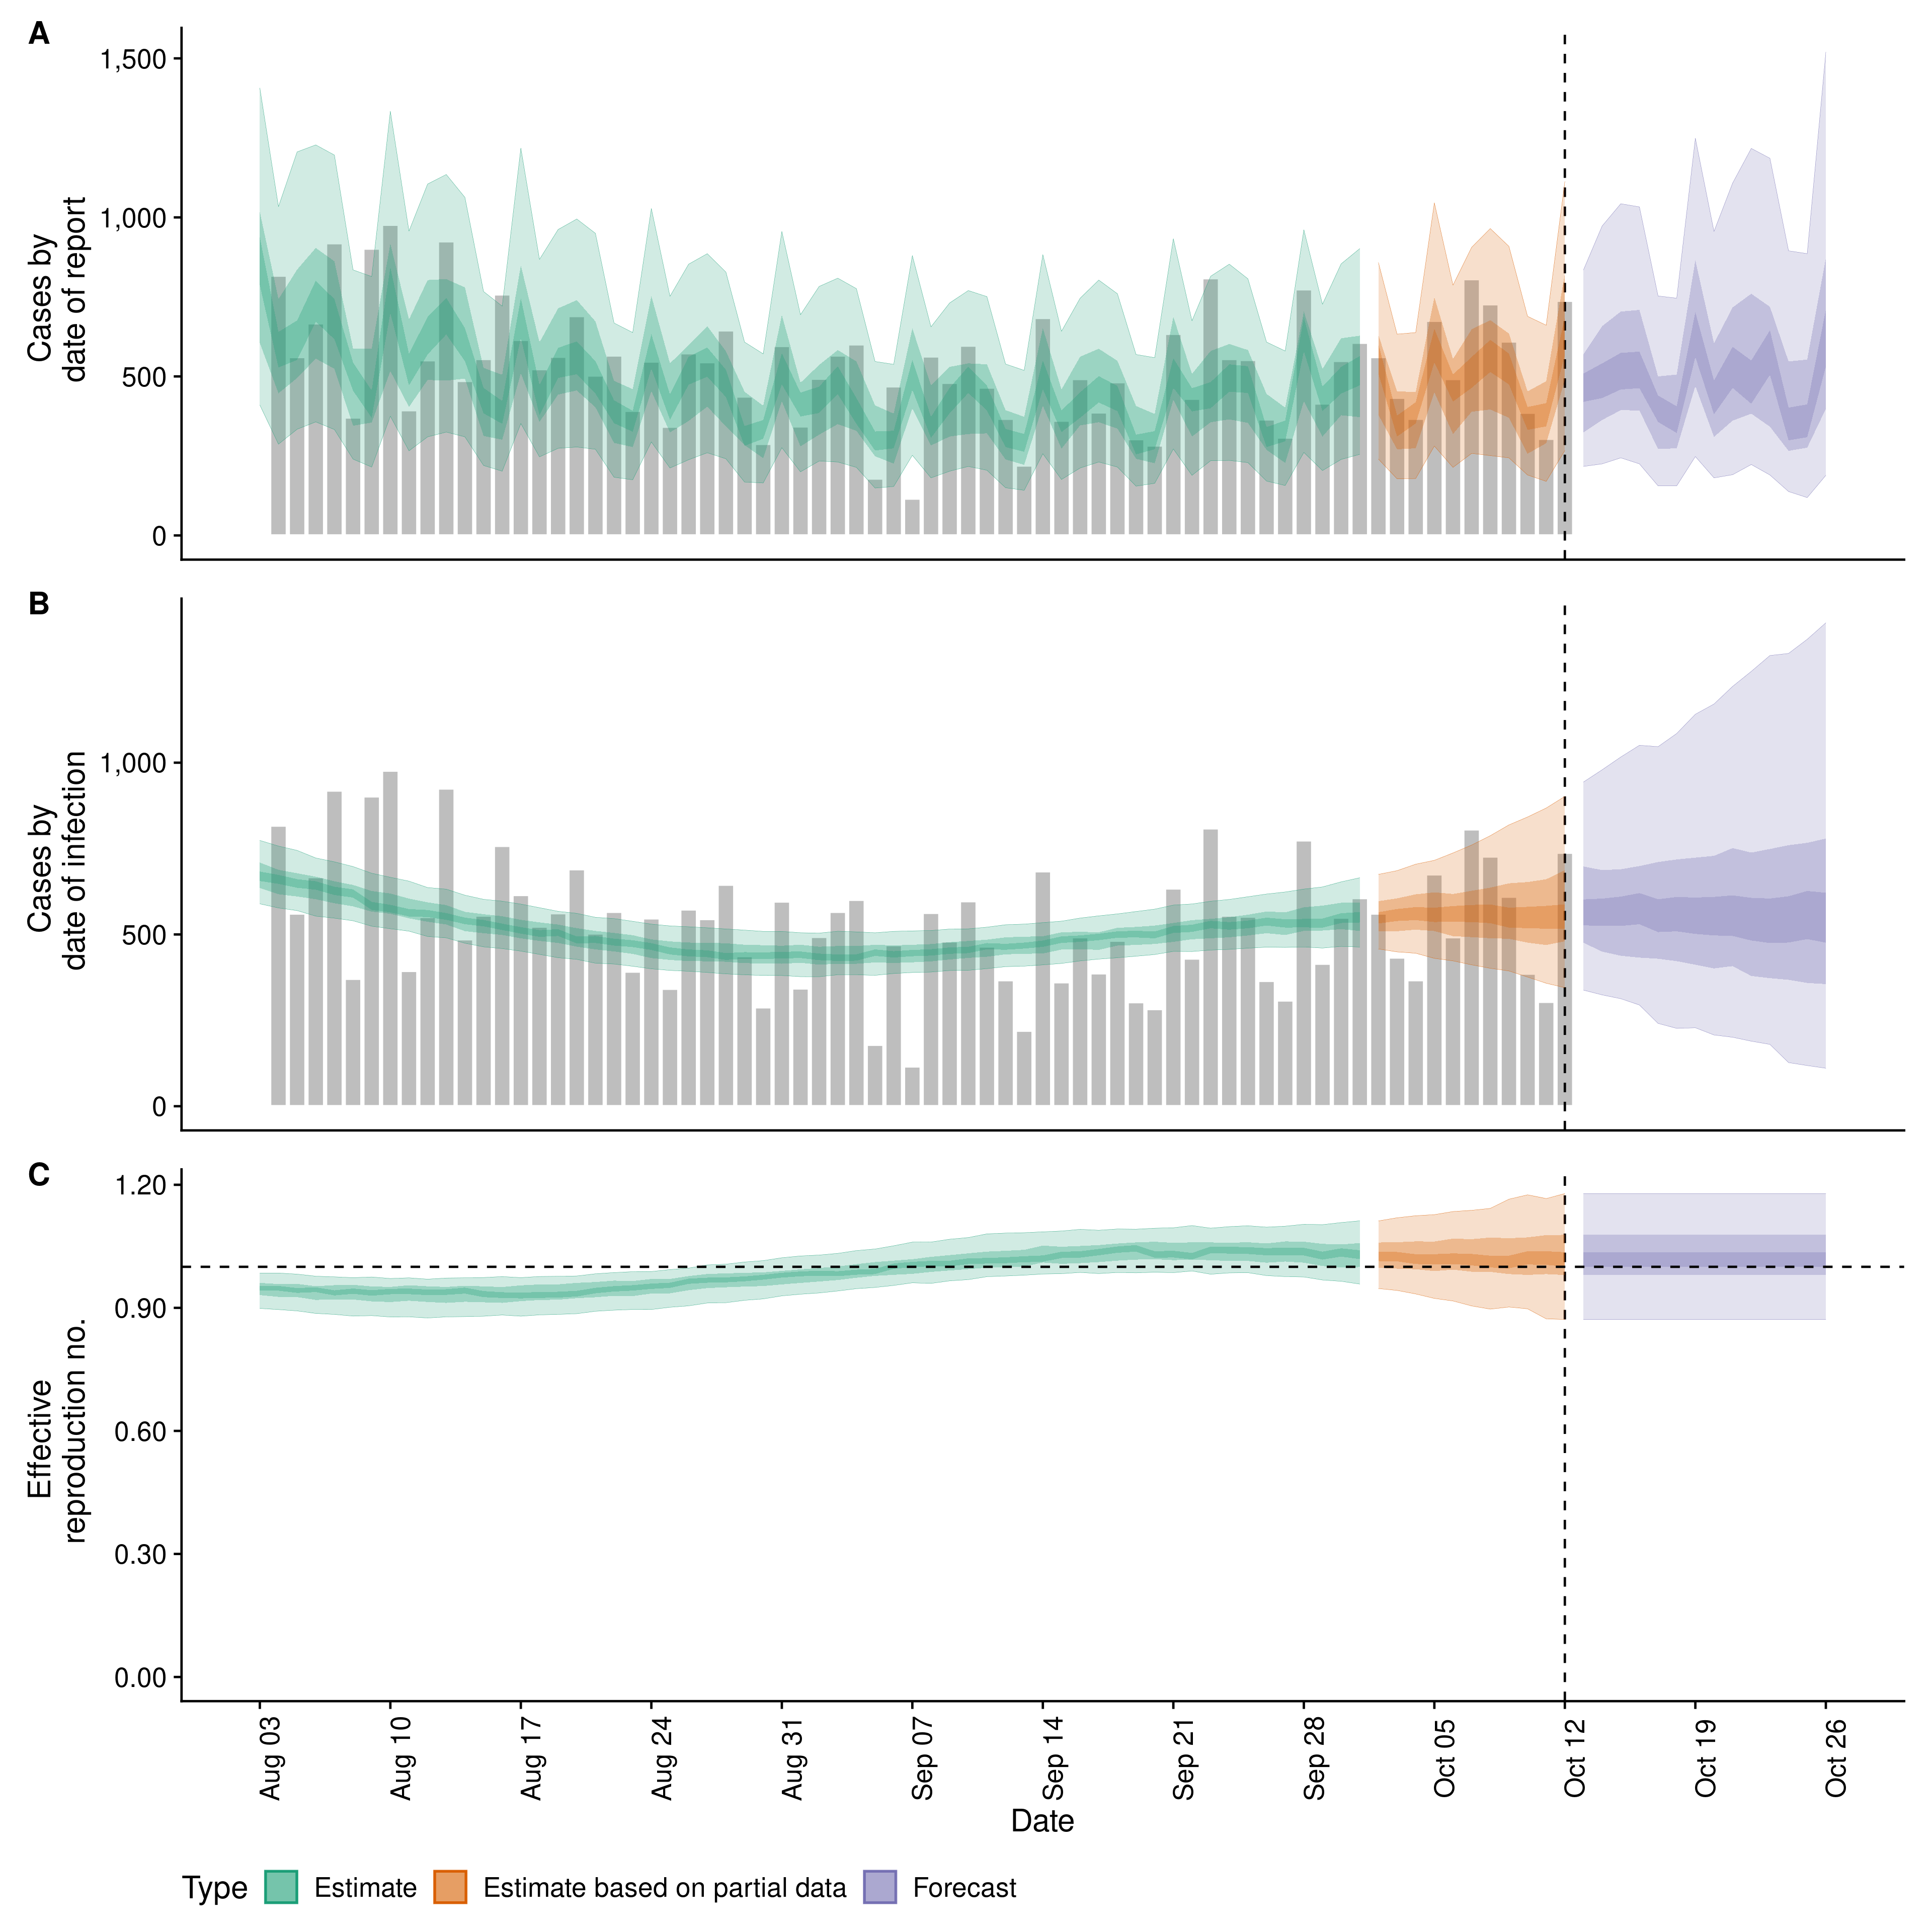 A
1,500
1,000
500
0
Cases by
date of report
B
1,000
500
0
Cases by
date of infection
C
1.20
0.90
0.60
0.30
0.00
Effective
reproduction no.
Aug 03
Aug 10
Aug 17
Aug 24
Aug 31
Sep 07
Sep 14
Sep 21
Sep 28
Oct 05
Oct 12
Oct 19
Oct 26
Date
Type Estimate Estimate based on partial data Forecast